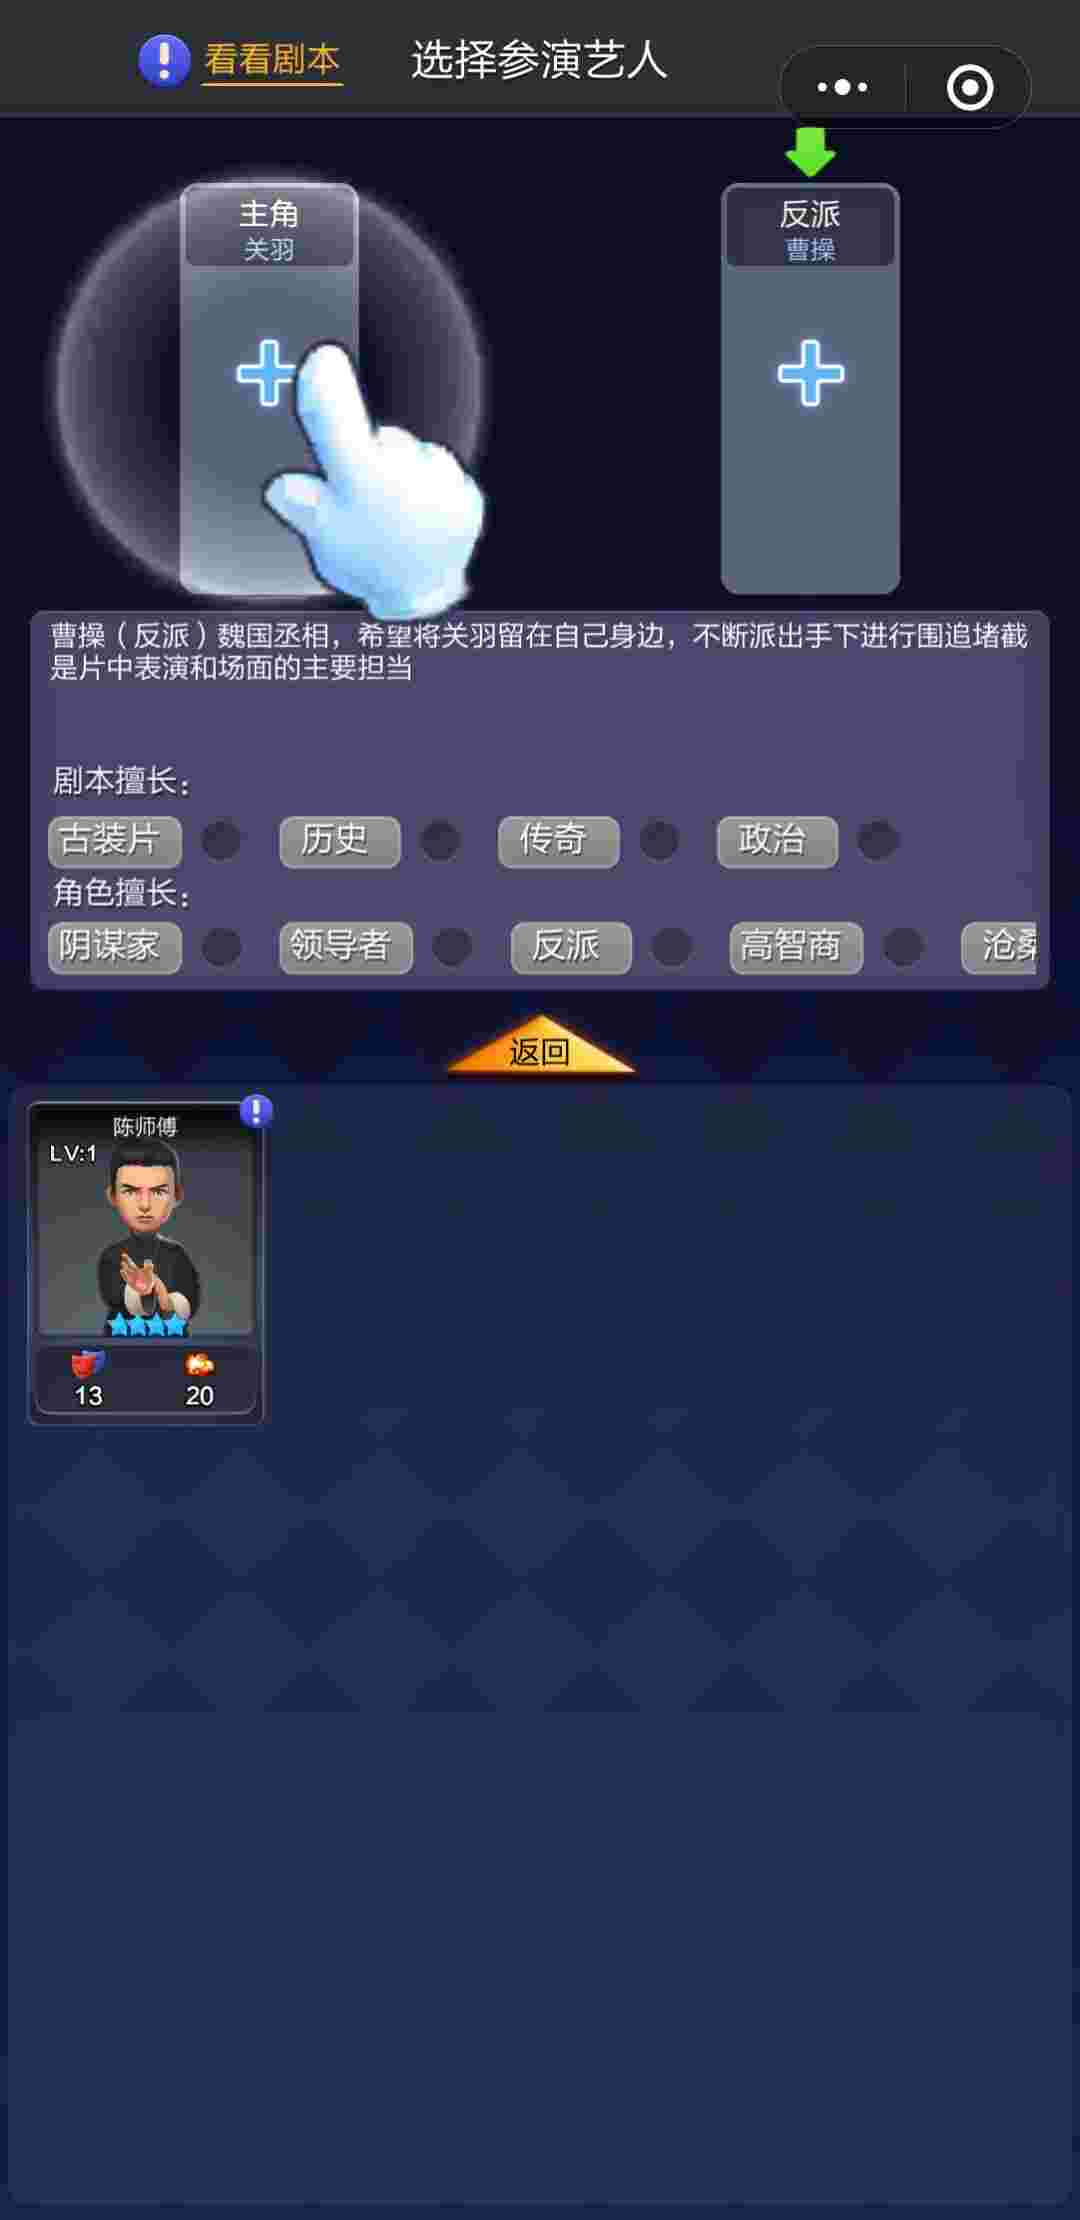 看看剧本
选择参演艺人
主角
关羽
反派
曹操
曹操（反派）魏国丞相，希望将关羽留在自己身边，不断派出手下进行围追堵截
是片中表演和场面的主要担当
剧本擅长：
古装片 历史 传奇 政治
角色擅长：
阴谋家 领导者 反派 高智商 沧桑
返回
陈师傅
LV:1
13 20